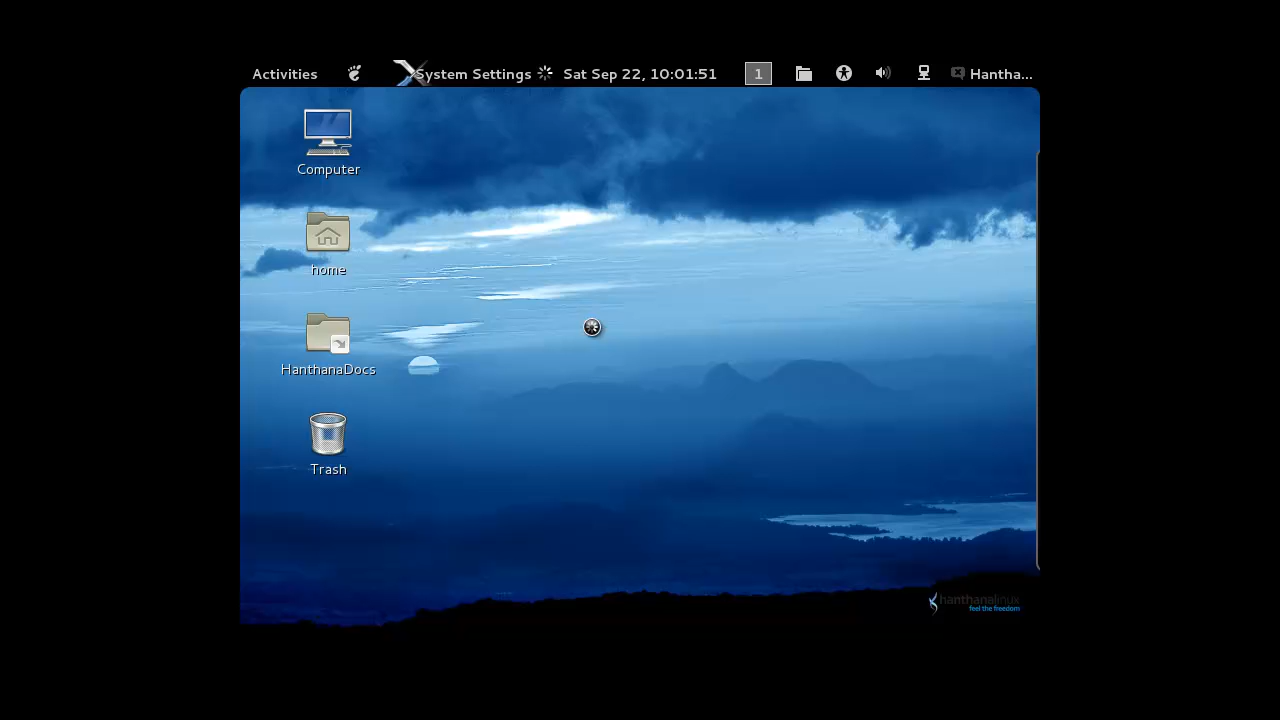 Activities System Settings Sat Sep 22, 10:01:51 1 Hantha...
Computer
home
HanthanaDocs
Trash
hanthanalinux
feel the freedom